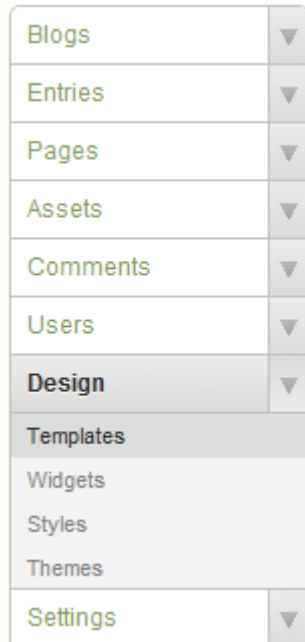 Blogs
Entries
Pages
Assets
Comments
Users
Design
Templates
Widgets
Styles
Themes
Settings